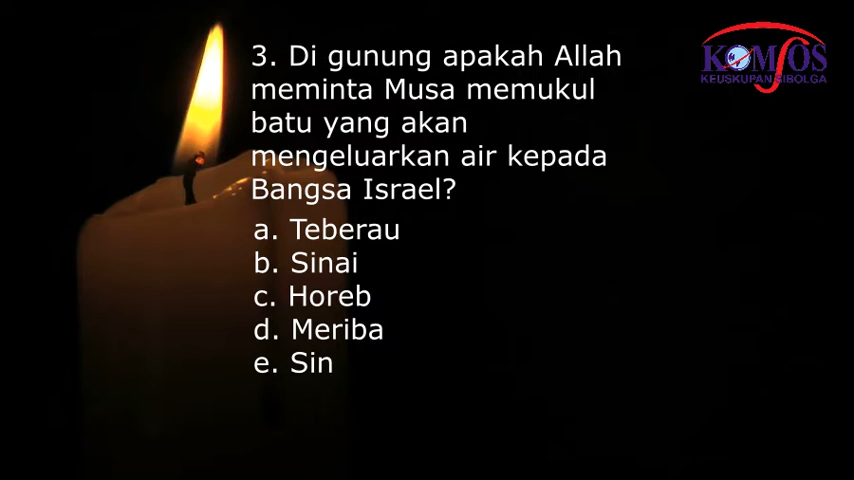 KOMSOS
KEUSKUPAN SIBOLGA
3. Di gunung apakah Allah
meminta Musa memukul
batu yang akan
mengeluarkan air kepada
Bangsa Israel?
a. Teberau
b. Sinai
c. Horeb
d. Meriba
e. Sin